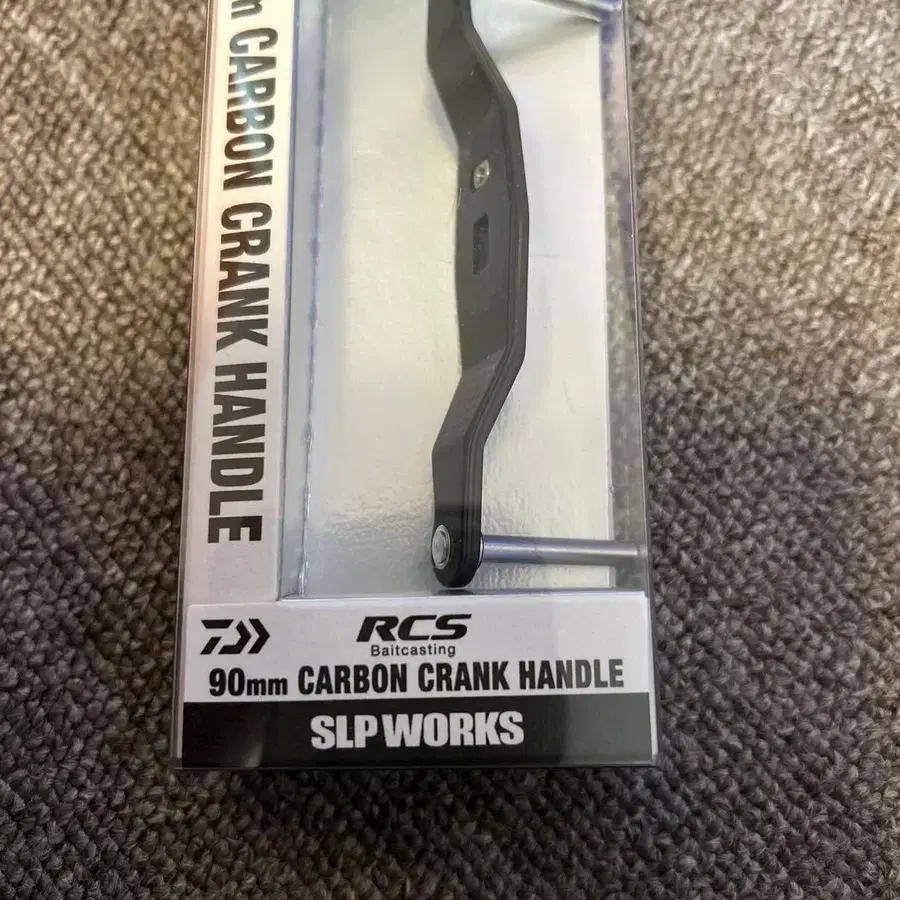 m CARBON CRANK HANDLE
RCS
Baitcasting
90mm CARBON CRANK HANDLE
SLP WORKS